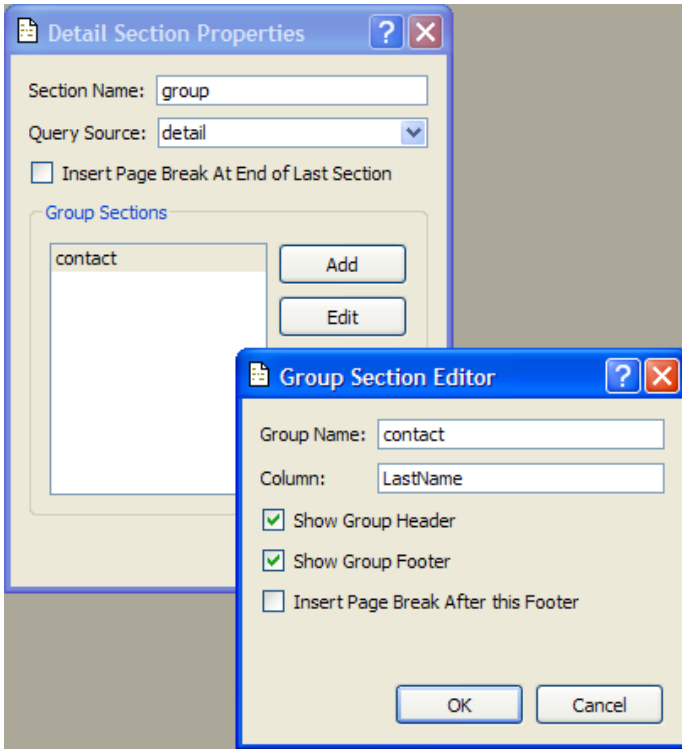 Detail Section Properties
Section Name: group
Query Source: detail
Insert Page Break At End of Last Section
Group Sections
contact
Add
Edit
Group Section Editor
Group Name: contact
Column: LastName
Show Group Header
Show Group Footer
Insert Page Break After this Footer
OK Cancel